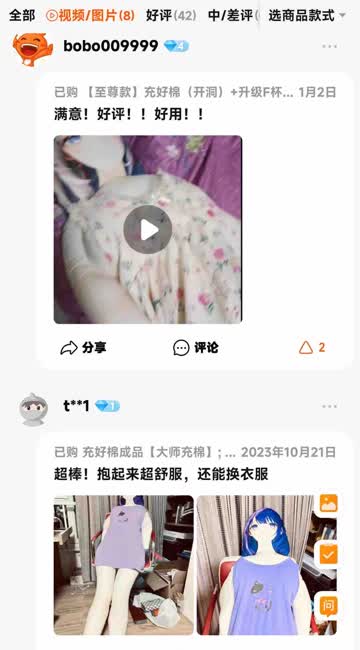 全部 视频/图片(8) 好评(42) 中/差评( 选商品款式
bobo009999 4
已购 【至尊款】充好棉（开洞）+升级F杯... 1月2日
满意！好评！！好用！！
分享 评论 2
t**1 1
已购 充好棉成品【大师充棉】; ... 2023年10月21日
超棒！抱起来超舒服，还能换衣服
问